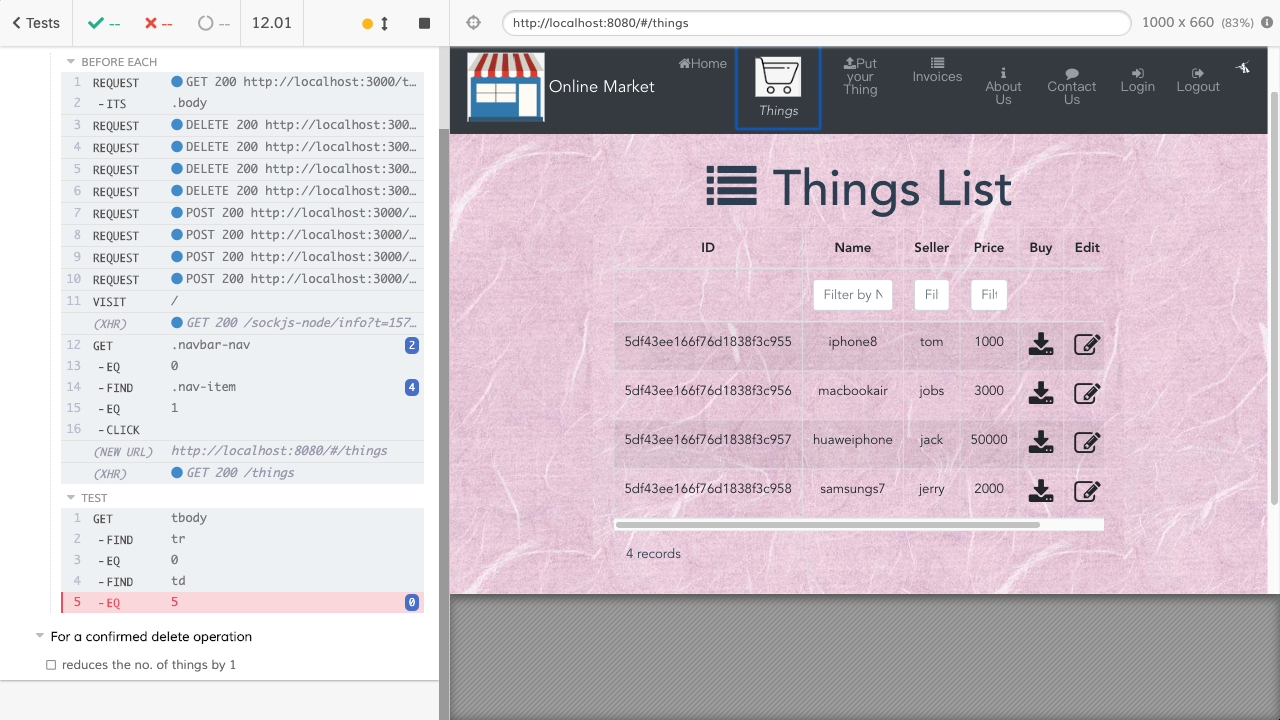 Tests
--
--
--
12.01
http://localhost:8080/#/things
1000 x 660 (83%)
BEFORE EACH
REQUEST GET 200 http://localhost:3000/t...
2 -ITS .body
3 REQUEST DELETE 200 http://localhost:300...
4 REQUEST DELETE 200 http://localhost:300...
5 REQUEST DELETE 200 http://localhost:300...
6 REQUEST DELETE 200 http://localhost:300...
7 REQUEST POST 200 http://localhost:3000/...
8 REQUEST POST 200 http://localhost:3000/...
9 REQUEST POST 200 http://localhost:3000/...
10 REQUEST POST 200 http://localhost:3000/...
11 VISIT /
(XHR) GET 200 /sockjs-node/info?t=157...
12 GET .navbar-nav 2
13 -EQ 0
14 -FIND .nav-item 4
15 -EQ 1
16 -CLICK
(NEW URL) http://localhost:8080/#/things
(XHR) GET 200 /things
TEST
1 GET tbody
2 -FIND tr
3 -EQ 0
4 -FIND td
5 -EQ 5 0
For a confirmed delete operation
reduces the no. of things by 1
Online Market
Home
Things
Put
your
Thing
Invoices
About
Us
Contact
Us
Login
Logout
Things List
ID Name Seller Price Buy Edit
Filter by N Fil Filt
5df43ee166f76d1838f3c955 iphone8 tom 1000
5df43ee166f76d1838f3c956 macbookair jobs 3000
5df43ee166f76d1838f3c957 huaweiphone jack 50000
5df43ee166f76d1838f3c958 samsungs7 jerry 2000
4 records